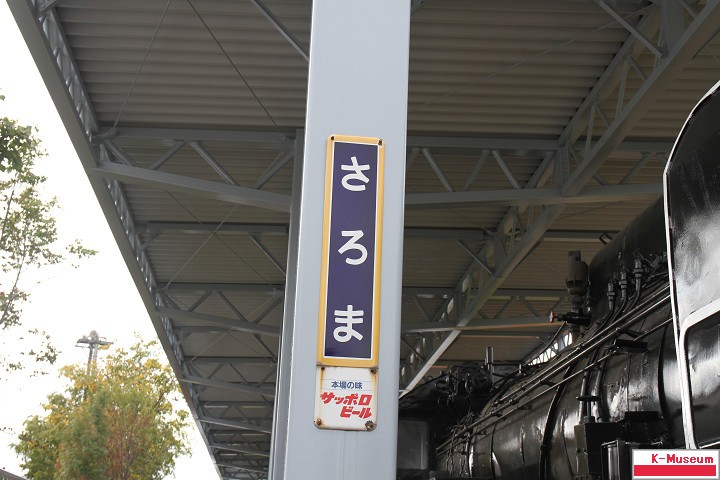 さろま
本場の味
サッポロ
ビール
K-Museum